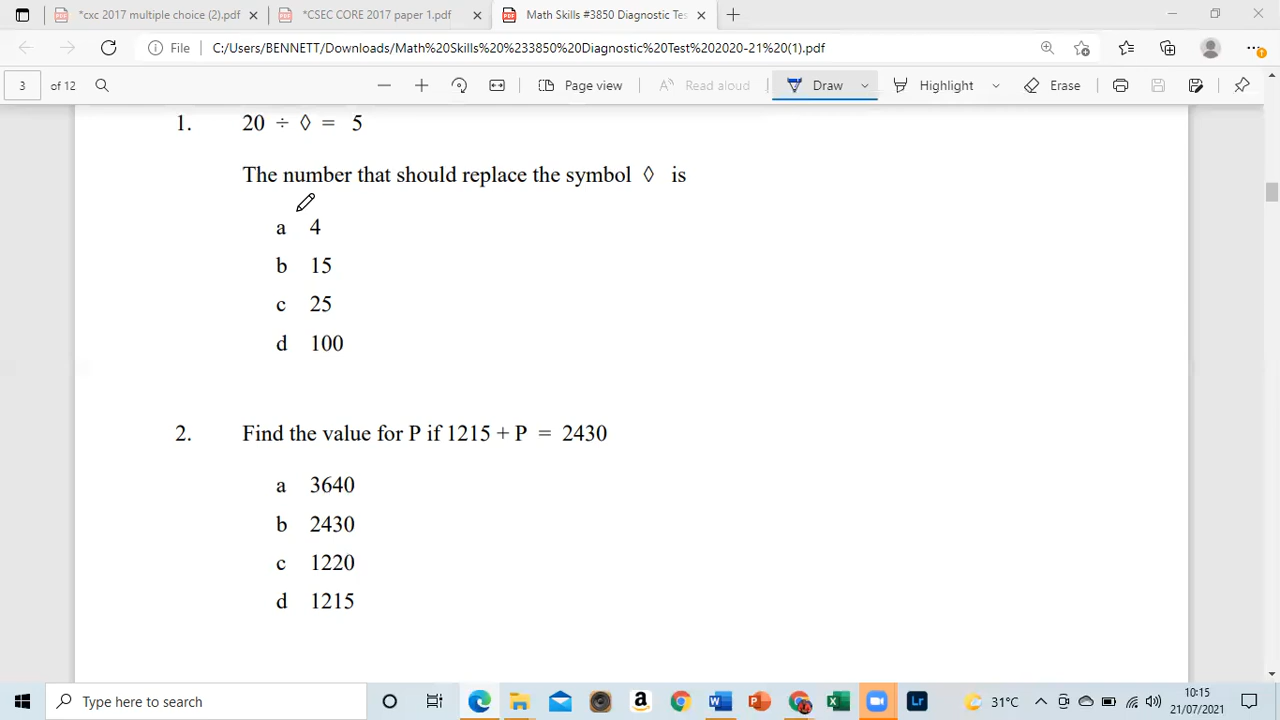 *cxc 2017 multiple choice (2).pdf
*CSEC CORE 2017 paper 1.pdf
Math Skills #3850 Diagnostic Tes
File
C:/Users/BENNETT/Downloads/Math%20Skills%20%233850%20Diagnostic%20Test%202020-21%20(1).pdf
3 of 12
Page view
Read aloud
Draw
Highlight
Erase
1. 20 ÷ ◊ = 5
The number that should replace the symbol ◊ is
a 4
b 15
c 25
d 100
2. Find the value for P if 1215 + P = 2430
a 3640
b 2430
c 1220
d 1215
Type here to search
Lr
31°C
10:15
21/07/2021